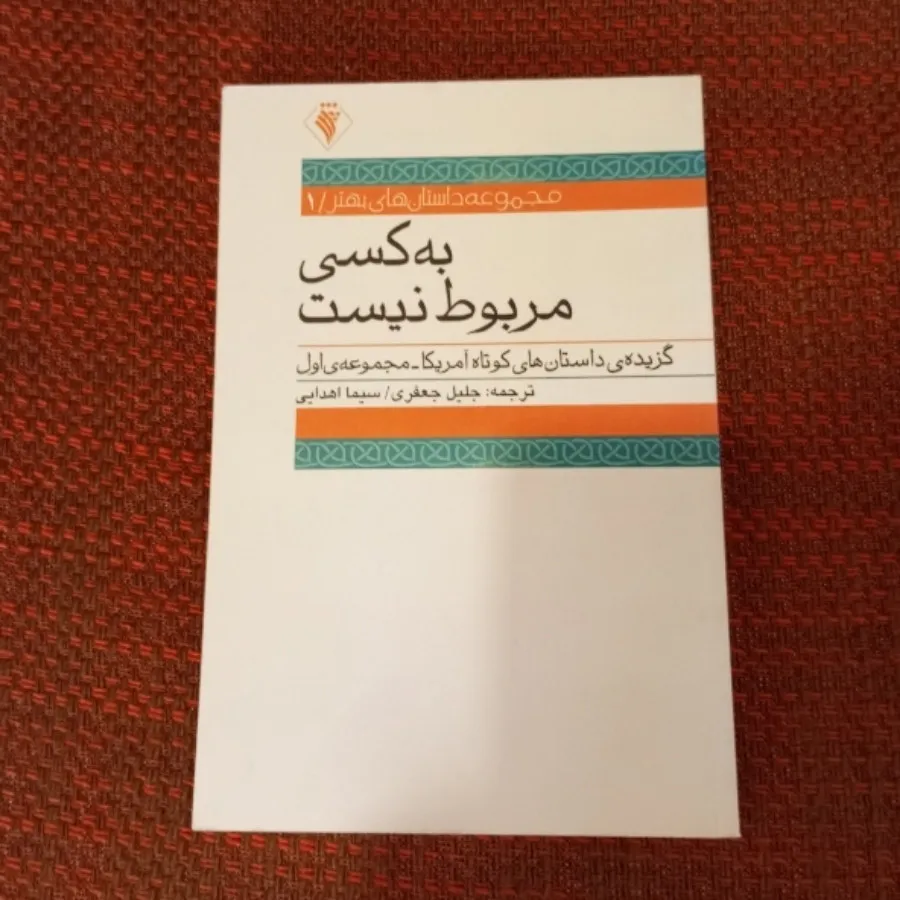 مجموعه داستان‌های بهتر/۱
به کسی
مربوط نیست
گزیده‌ی داستان‌های کوتاه آمریکا - مجموعه‌ی اول
ترجمه: جلیل جعفری / سیما اهدایی